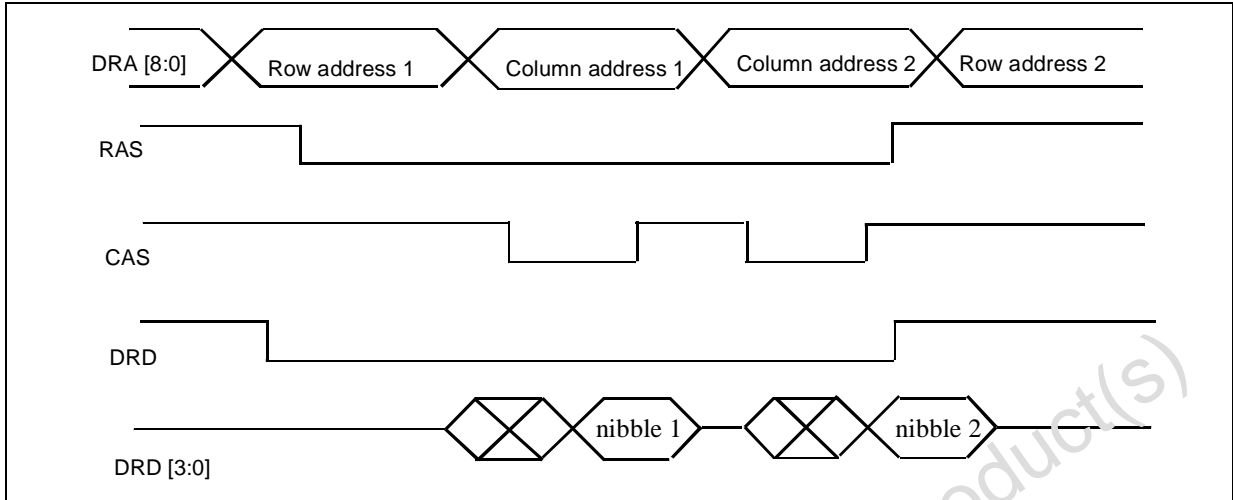 DRA [8:0]
Row address 1
Column address 1
Column address 2
Row address 2
RAS
CAS
DRD
nibble 1
nibble 2
DRD [3:0]
oduct(s)